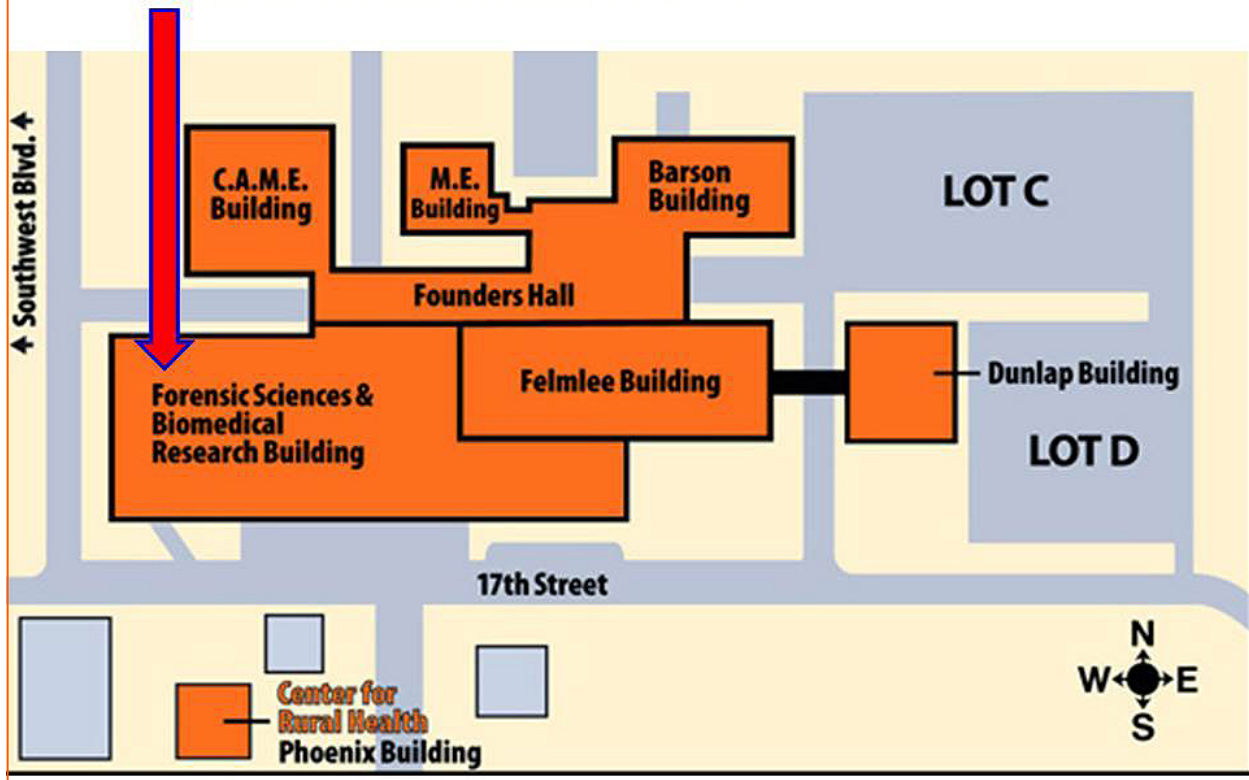 ↑ Southwest Blvd. ↑
C.A.M.E.
Building
M.E.
Building
Barson
Building
LOT C
Founders Hall
Forensic Sciences &
Biomedical
Research Building
Felmlee Building
Dunlap Building
LOT D
17th Street
Center for
Rural Health
Phoenix Building
N
W E
S